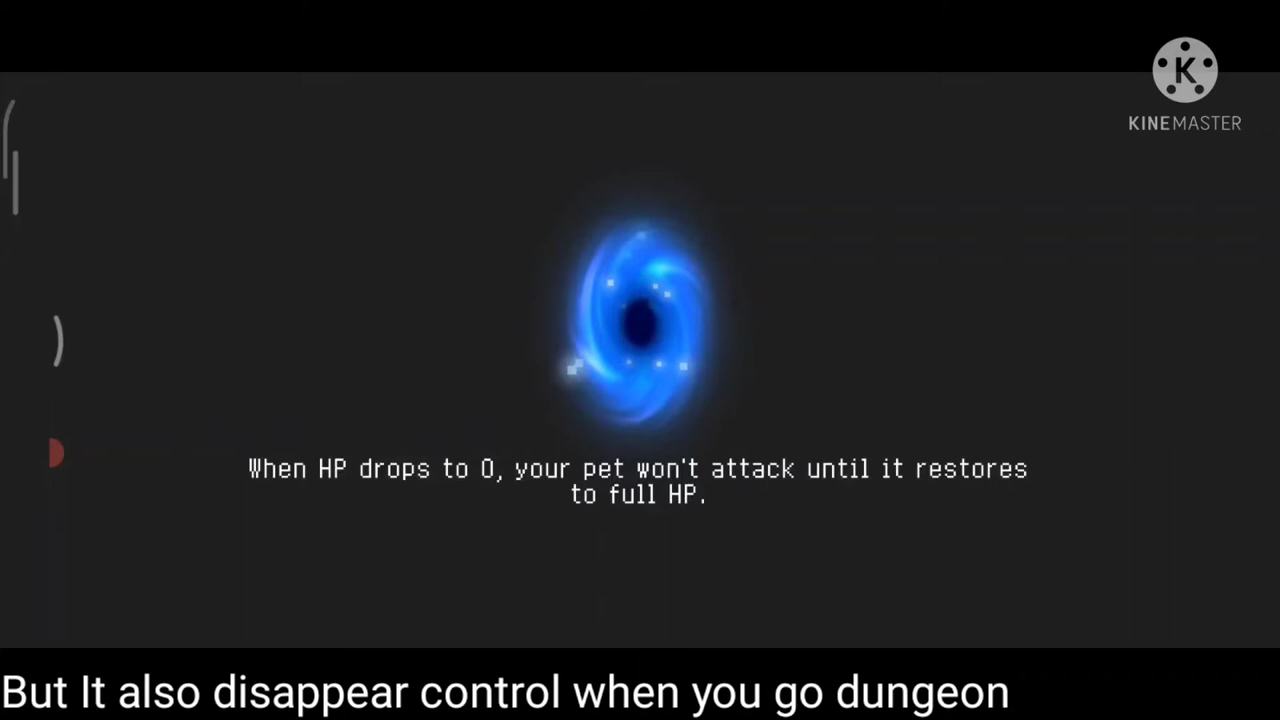 K
KINEMASTER
When HP drops to 0, your pet won't attack until it restores
to full HP.
But It also disappear control when you go dungeon